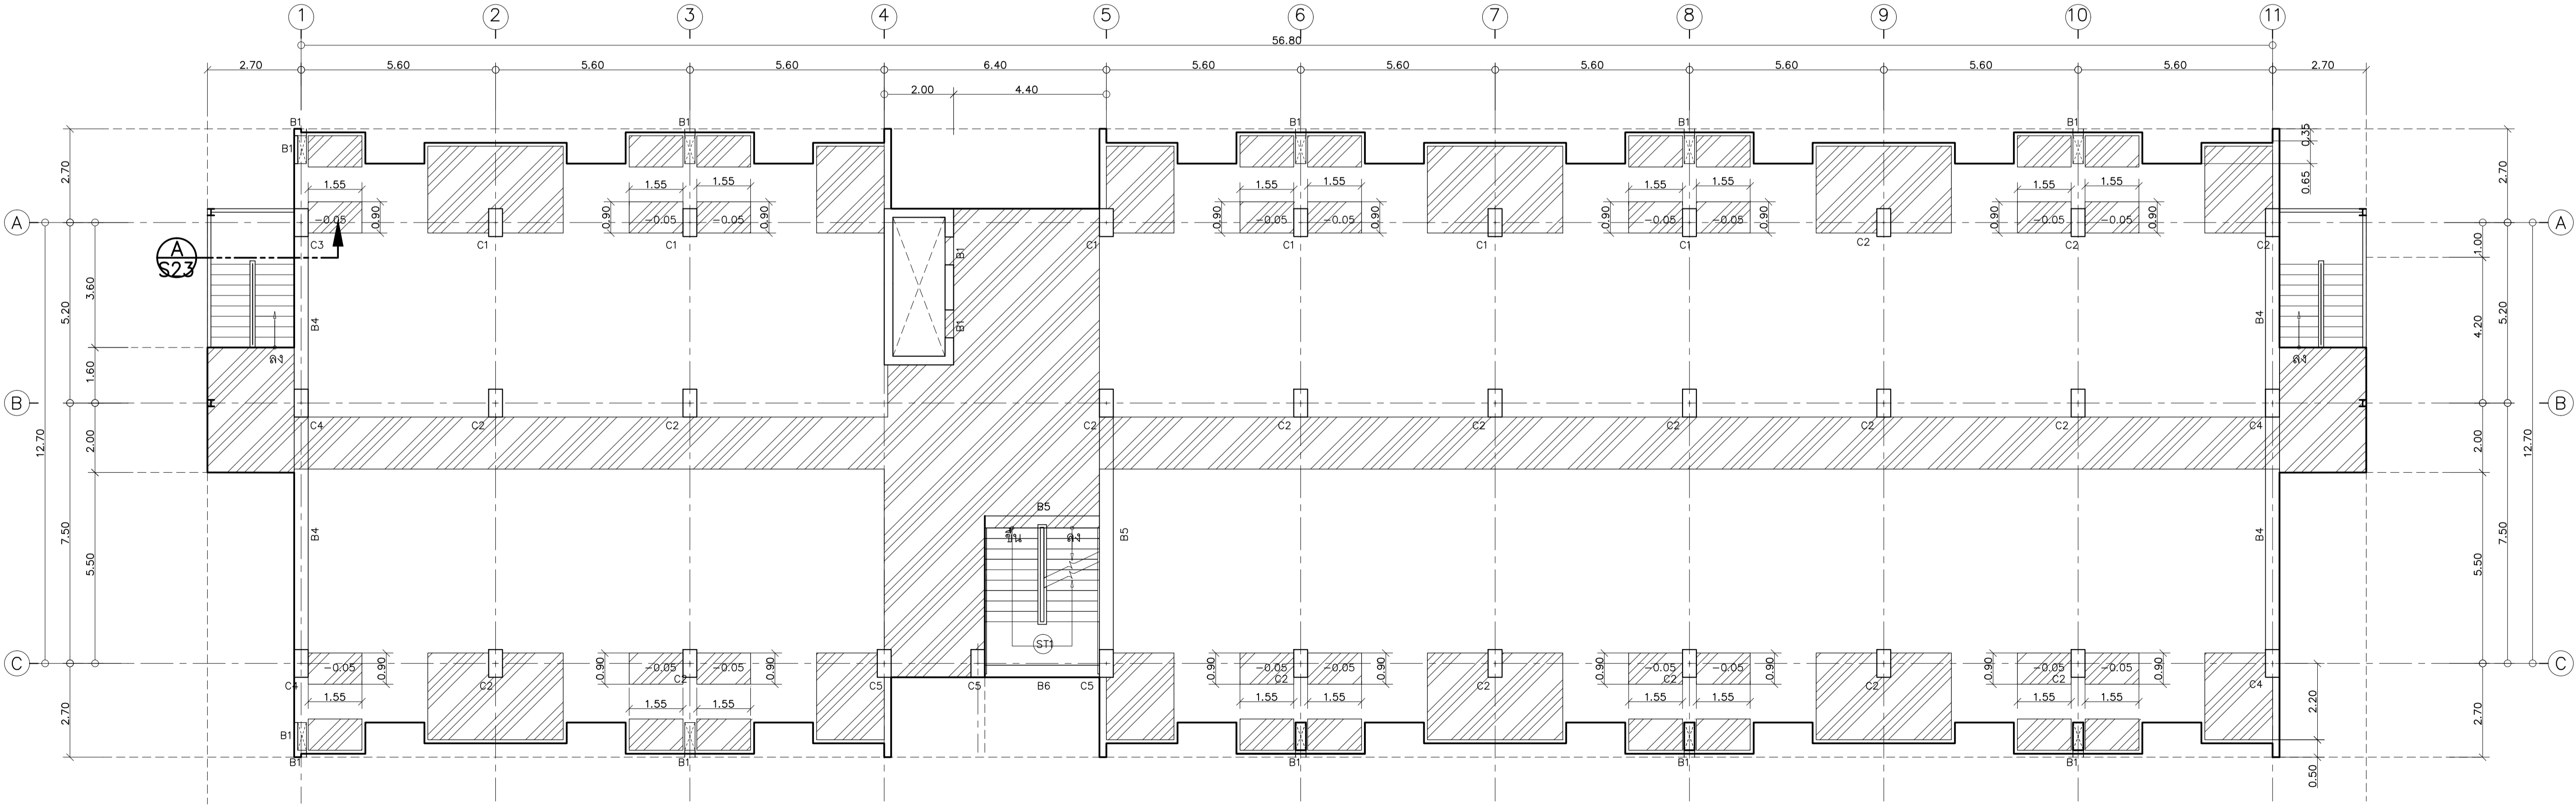 1 2 3 4 5 6 7 8 9 10 11
56.80
2.70 5.60 5.60 5.60 6.40 5.60 5.60 5.60 5.60 5.60 5.60 2.70
2.00 4.40
B1 B1 B1 B1 B1
0.35
B1
2.70 2.70
0.65
1.55 1.55 1.55 1.55 1.55 1.55 1.55 1.55 1.55
A -0.05 0.90 0.90 -0.05 -0.05 0.90 0.90 -0.05 -0.05 0.90 0.90 -0.05 -0.05 0.90 0.90 -0.05 -0.05 0.90 A
C3 C1 C1 C1 C1 C1 C1 C2 C2 C2
A
S23
B1
1.00
3.60
5.20 5.20
B4 B1 B4
4.20
ลง ลง
1.60
B B
C4 C2 C2 C2 C2 C2 C2 C2 C2 C4
12.70 2.00 2.00 12.70
B5
7.50 B4 ขึ้น ลง B5 B4 7.50
5.50 5.50
ST1
C -0.05 0.90 0.90 -0.05 -0.05 0.90 0.90 -0.05 -0.05 0.90 0.90 -0.05 -0.05 0.90 0.90 -0.05 -0.05 0.90 C
C4 C2 C2 C5 C5 B6 C5 C2 C2 C2 C2 C2 C4
1.55 1.55 1.55 1.55 1.55 1.55 1.55 1.55 1.55
2.20
2.70 2.70
B1
B1 B1 B1 B1 B1
0.50